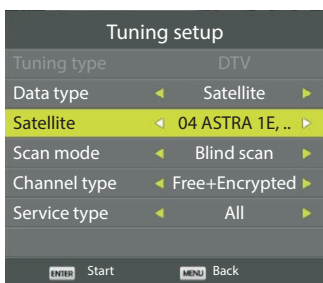 Tuning setup
Tuning type DTV
Data type Satellite
Satellite 04 ASTRA 1E, ..
Scan mode Blind scan
Channel type Free+Encrypted
Service type All
ENTER Start MENU Back